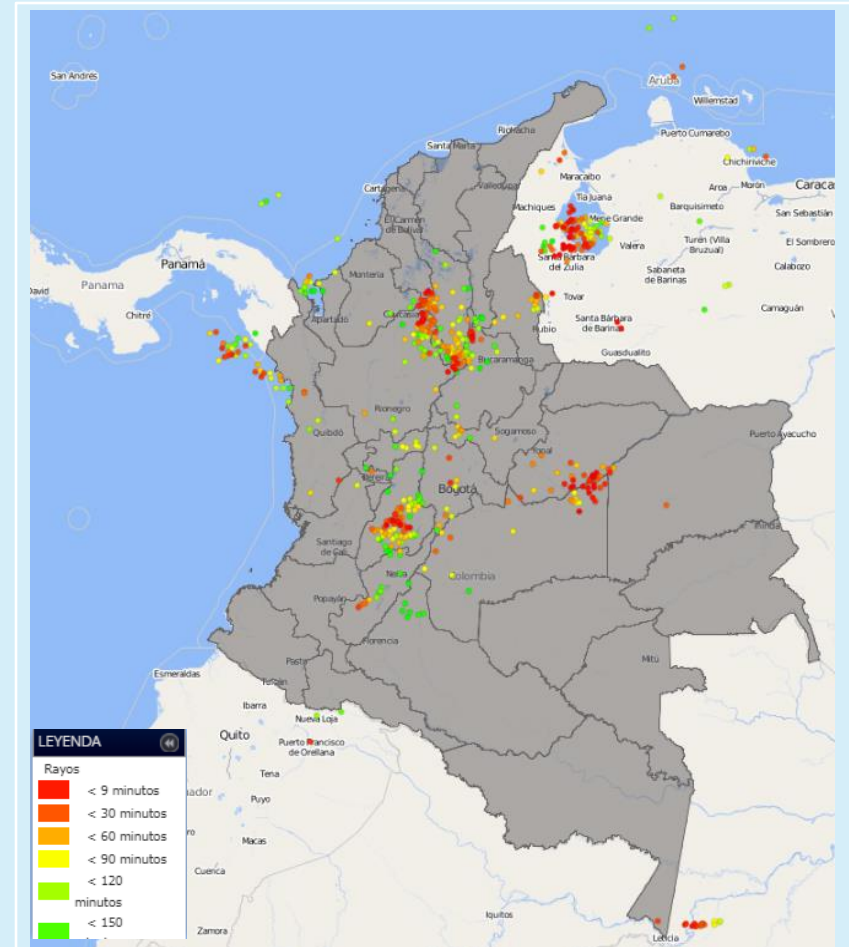 San Andrés
Aruba
Willemstad
Riohacha
Puerto Cumarebo
Santa Marta
Chichiriviche
Cartagena
Valledupar
Maracaibo
Aroa
Morón
Caraca
Tia Juana
Machiques
Mene Grande
Barquisimeto
San Sebastián
El Carmen
de Bolívar
Valera
Turén (Villa
Bruzual)
El Sombrero
Panamá
Santa Bárbara
del Zulia
Montería
Sabaneta
de Barinas
Calabozo
David
Panama
Tovar
Chitré
Apartadó
Caucasia
Rubio
Santa Bárbara
de Barinas
Camaguán
Guasdualito
Bucaramanga
Rionegro
Quibdó
Sogamoso
Puerto Ayacucho
Yopal
Pereira
Bogotá
Inírida
Santiago
de Cali
Neiva
Colombia
Popayán
Florencia
Mitú
Pasto
Esmeraldas
Tulcán
Ibarra
Nueva Loja
Quito
Puerto Francisco
de Orellana
Tena
uador
Puyo
Macas
Cuenca
Iquitos
Zamora
Leticia
LEYENDA
Rayos
< 9 minutos
< 30 minutos
< 60 minutos
< 90 minutos
< 120
minutos
< 150